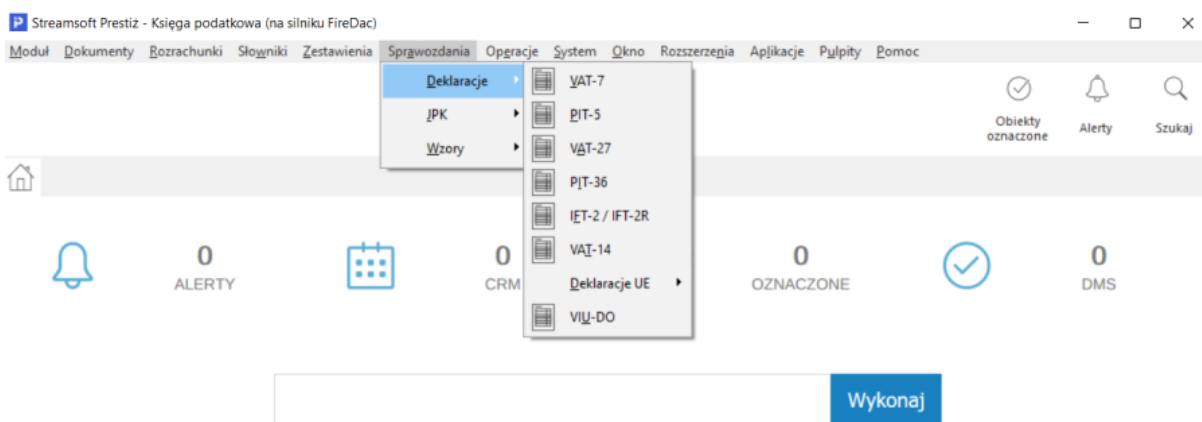 Streamsoft Prestiż - Księga podatkowa (na silniku FireDac)
Moduł Dokumenty Rozrachunki Słowniki Zestawienia Sprawozdania Operacje System Okno Rozszerzenia Aplikacje Pulpity Pomoc
Deklaracje
JPK
Wzory
VAT-7
PIT-5
VAT-27
PIT-36
IFT-2 / IFT-2R
VAT-14
Deklaracje UE
VIU-DO
Obiekty
oznaczone
Alerty
Szukaj
0
ALERTY
0
CRM
0
OZNACZONE
0
DMS
Wykonaj